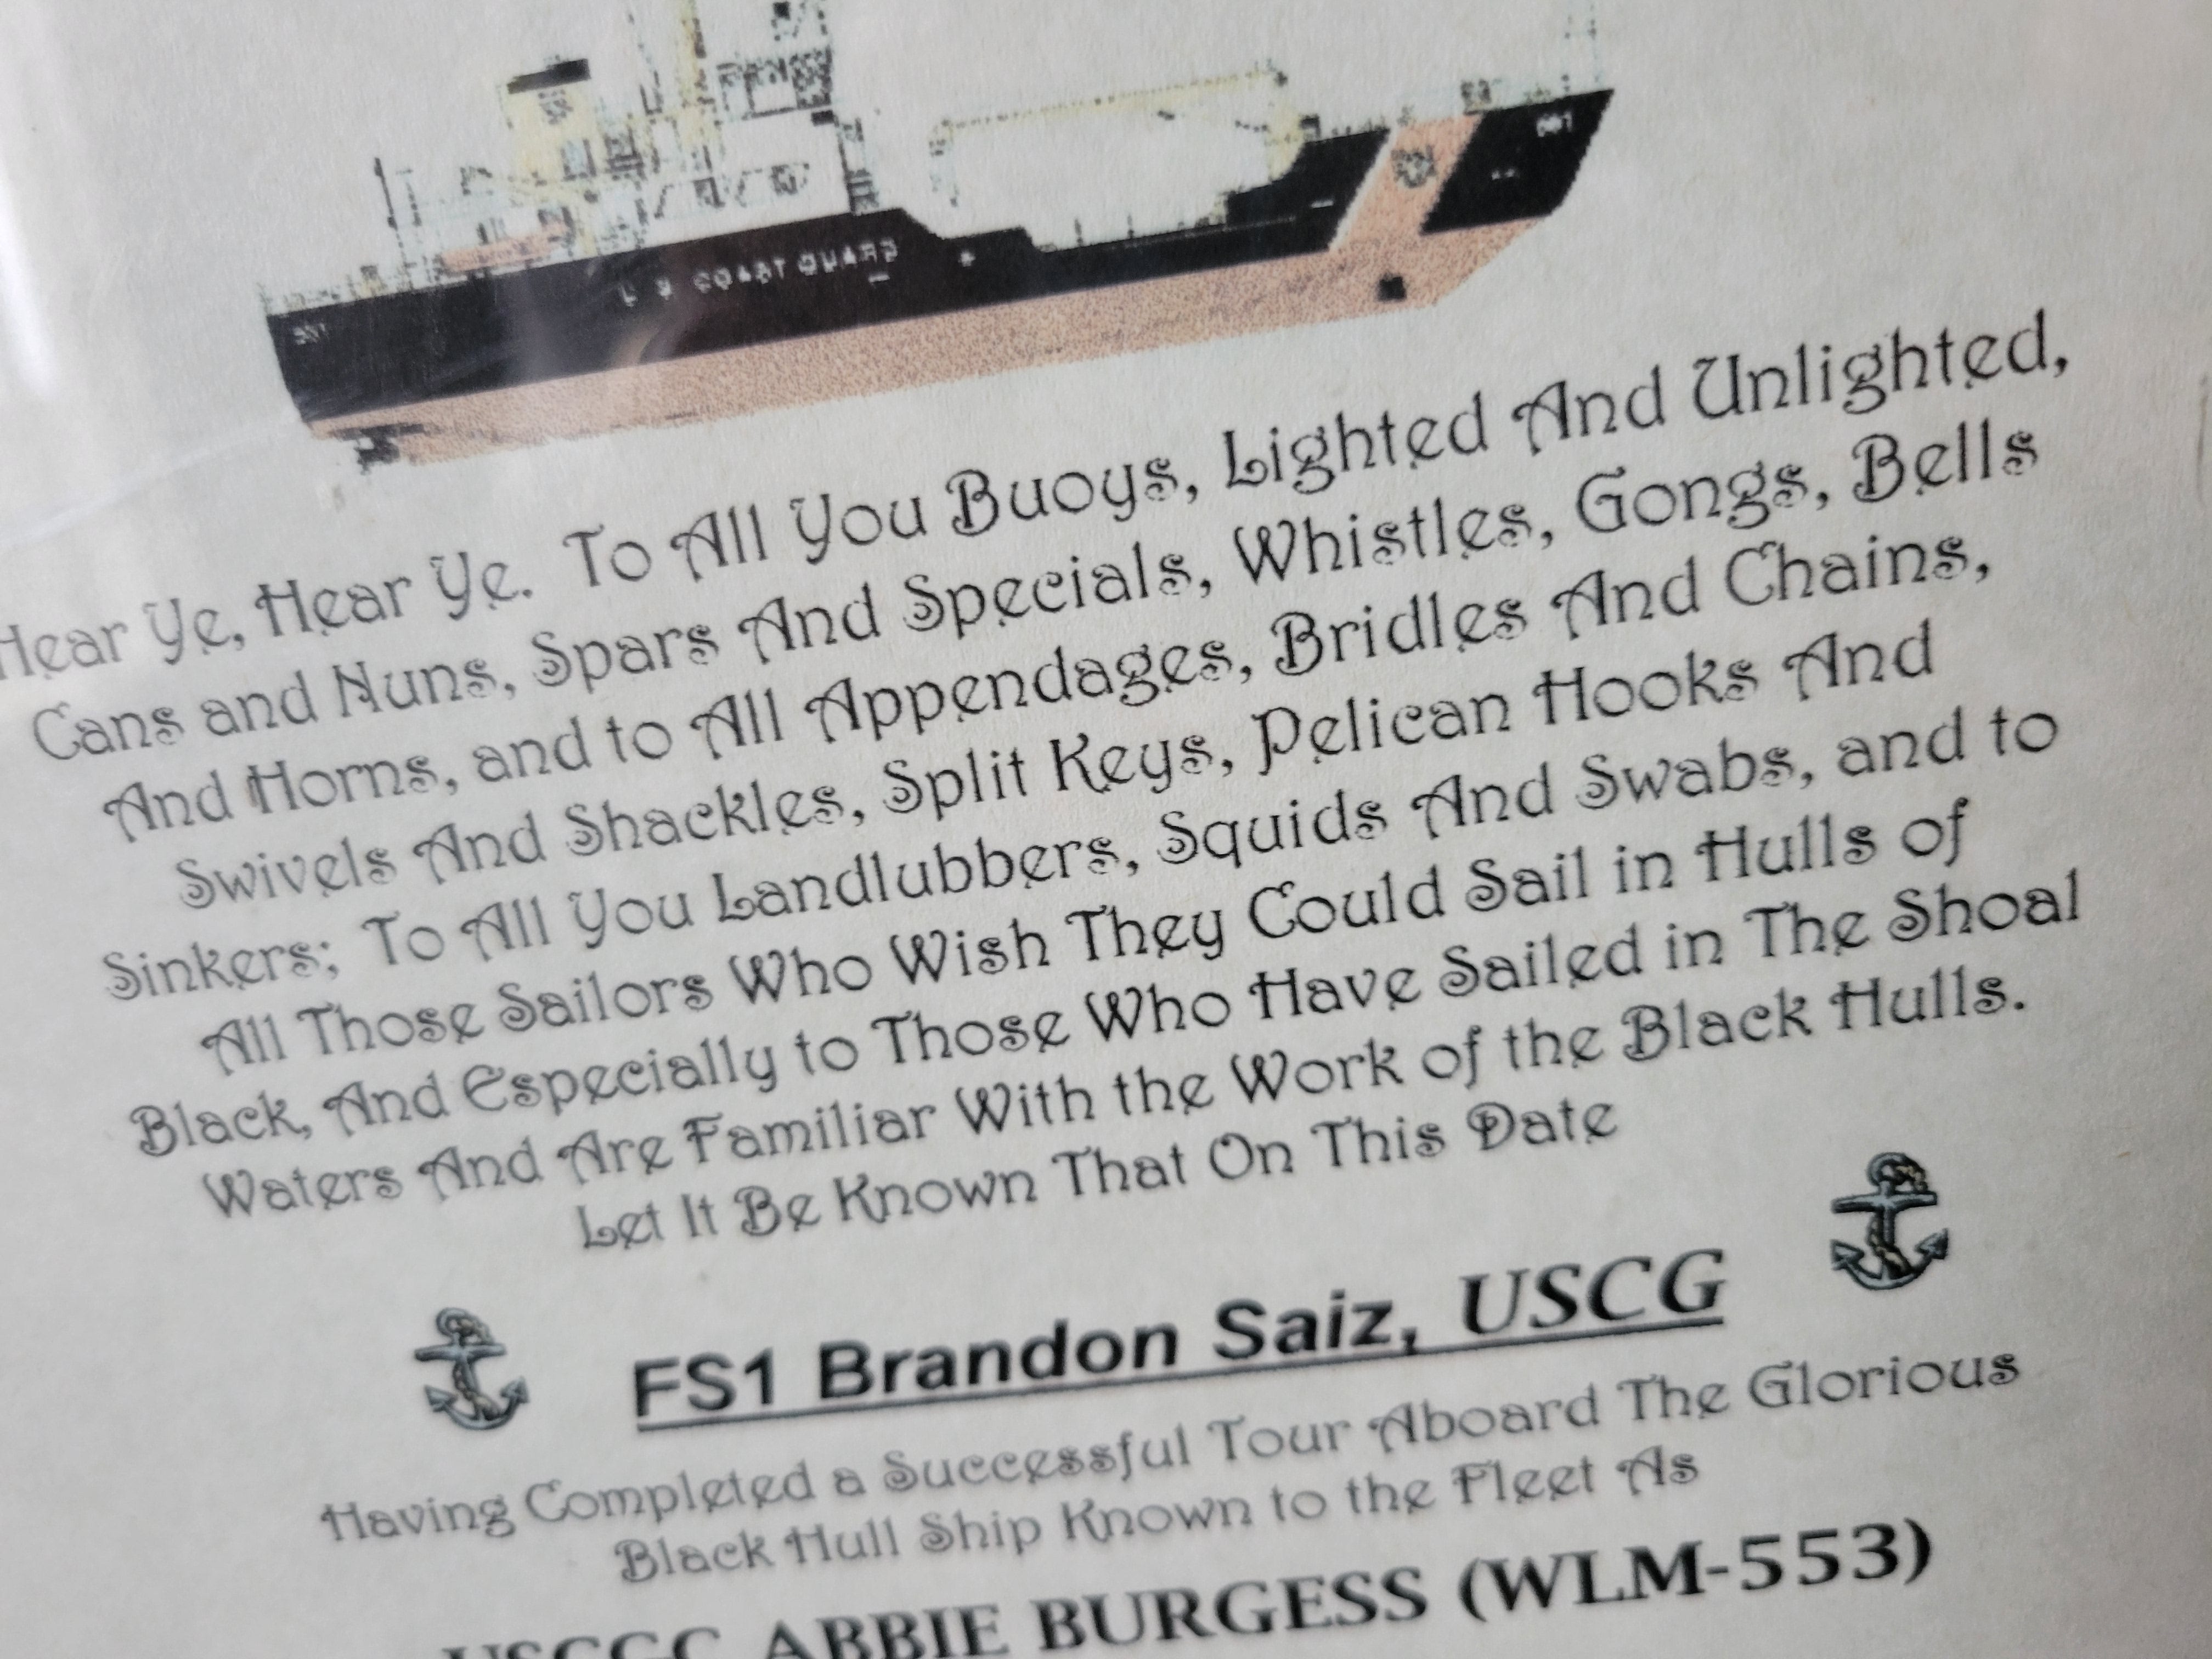 U S COAST GUARD
Hear Ye, Hear Ye. To All You Buoys, Lighted And Unlighted,
Cans and Nuns, Spars And Specials, Whistles, Gongs, Bells
And Horns, and to All Appendages, Bridles And Chains,
Swivels And Shackles, Split Keys, Pelican Hooks And
Sinkers; To All You Landlubbers, Squids And Swabs, and to
All Those Sailors Who Wish They Could Sail in Hulls of
Black, And Especially to Those Who Have Sailed in The Shoal
Waters And Are Familiar With the Work of the Black Hulls.
Let It Be Known That On This Date
FS1 Brandon Saiz, USCG
Having Completed a Successful Tour Aboard The Glorious
Black Hull Ship Known to the Fleet As
USCGC ABBIE BURGESS (WLM-553)